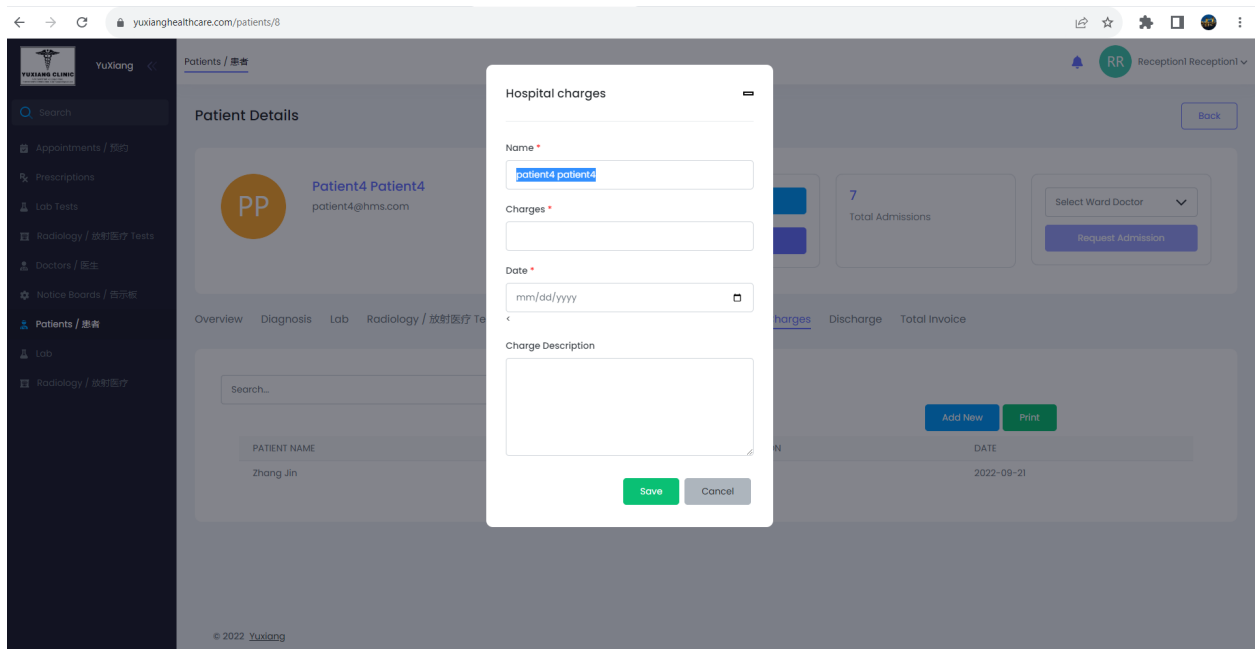 yuxianghealthcare.com/patients/8
YUXIANG CLINIC
YuXiang
Patients / 患者
RR
Reception1 Reception1
Search
Appointments / 预约
Prescriptions
Lab Tests
Radiology / 放射医疗 Tests
Doctors / 医生
Notice Boards / 告示板
Patients / 患者
Lab
Radiology / 放射医疗
Patient Details
Back
PP
Patient4 Patient4
patient4@hms.com
7
Total Admissions
Select Ward Doctor
Request Admission
Overview Diagnosis Lab Radiology / 放射医疗 Te
harges Discharge Total Invoice
Search...
Add New Print
PATIENT NAME
ON
DATE
Zhang Jin
2022-09-21
Hospital charges
Name *
patient4 patient4
Charges *
Date *
mm/dd/yyyy
<
Charge Description
Save Cancel
© 2022 Yuxiang